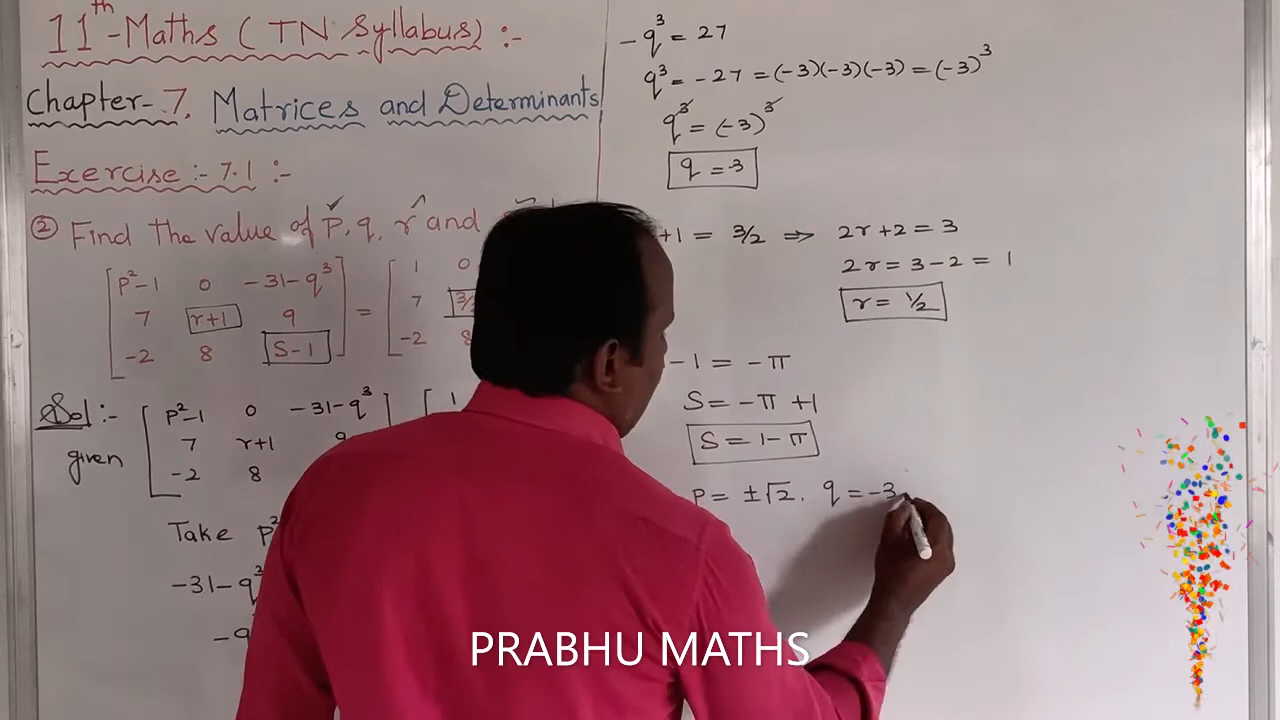 11th-Maths (TN Syllabus) :-
Chapter-7. Matrices and Determinants
Exercise :- 7.1 :-
② Find the value of P, q, r and
P²-1 0 -31-q³ = 1 0
7 r+1 9 7 3/2
-2 8 S-1 -2 8
Sol :- given
P²-1 0 -31-q³ 1
7 r+1 9
-2 8
Take P²
-31-q³
-q
-q³ = 27
q³ = -27 = (-3)(-3)(-3) = (-3)³
q³ = (-3)³
q = -3
+1 = 3/2 ⇒ 2r+2 = 3
2r = 3-2 = 1
r = 1/2
-1 = -π
S = -π +1
S = 1-π
P = ±√2, q = -3
PRABHU MATHS